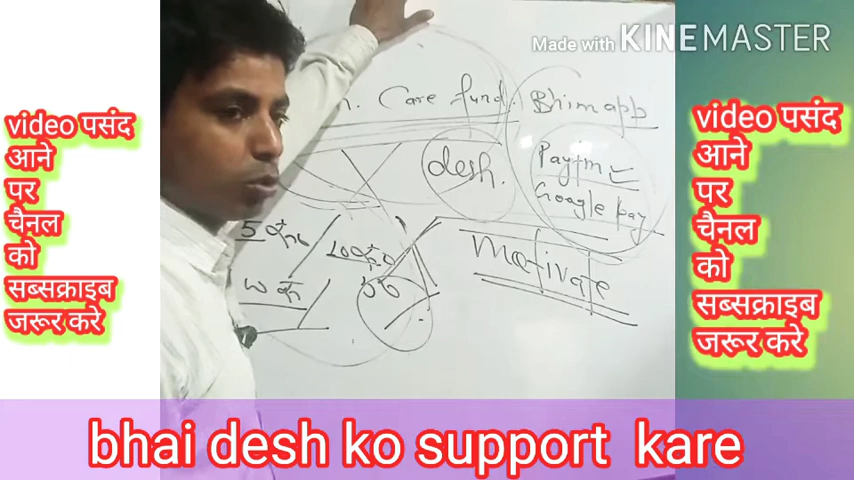 Made with KINEMASTER
video पसंद
आने
पर
चैनल
को
सब्सक्राइब
जरूर करे
Care fund. Bhim app
desh.
Paytm
Google pay
Motivate
video पसंद
आने
पर
चैनल
को
सब्सक्राइब
जरूर करे
bhai desh ko support kare